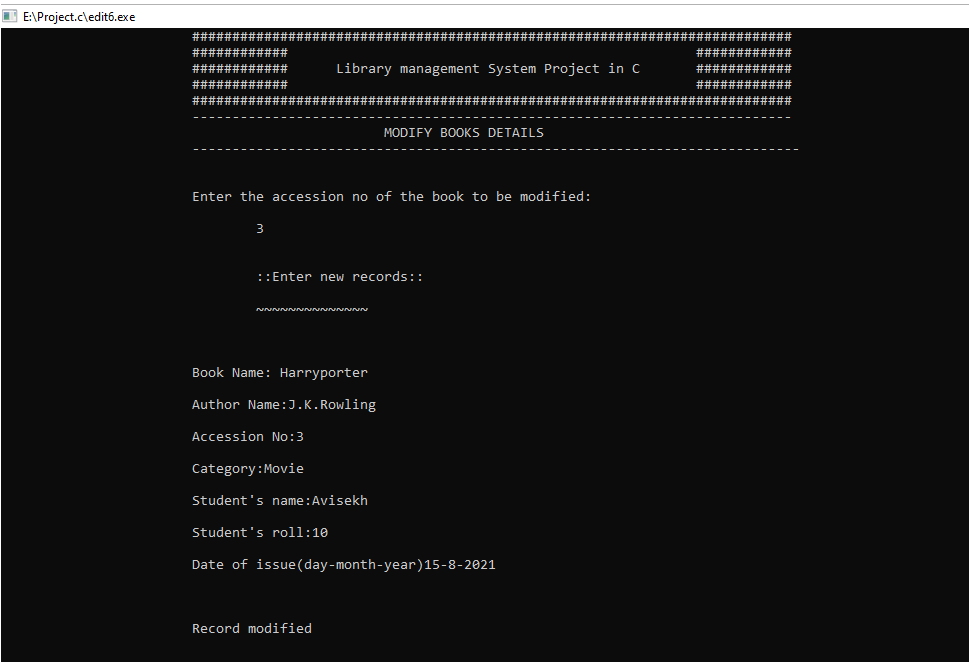 E:\Project.c\edit6.exe
###########################################################################
############ ############
############ Library management System Project in C ############
############ ############
###########################################################################
---------------------------------------------------------------------------
MODIFY BOOKS DETAILS
----------------------------------------------------------------------------
Enter the accession no of the book to be modified:
3
::Enter new records::
~~~~~~~~~~~~~~
Book Name: Harryporter
Author Name:J.K.Rowling
Accession No:3
Category:Movie
Student's name:Avisekh
Student's roll:10
Date of issue(day-month-year)15-8-2021
Record modified